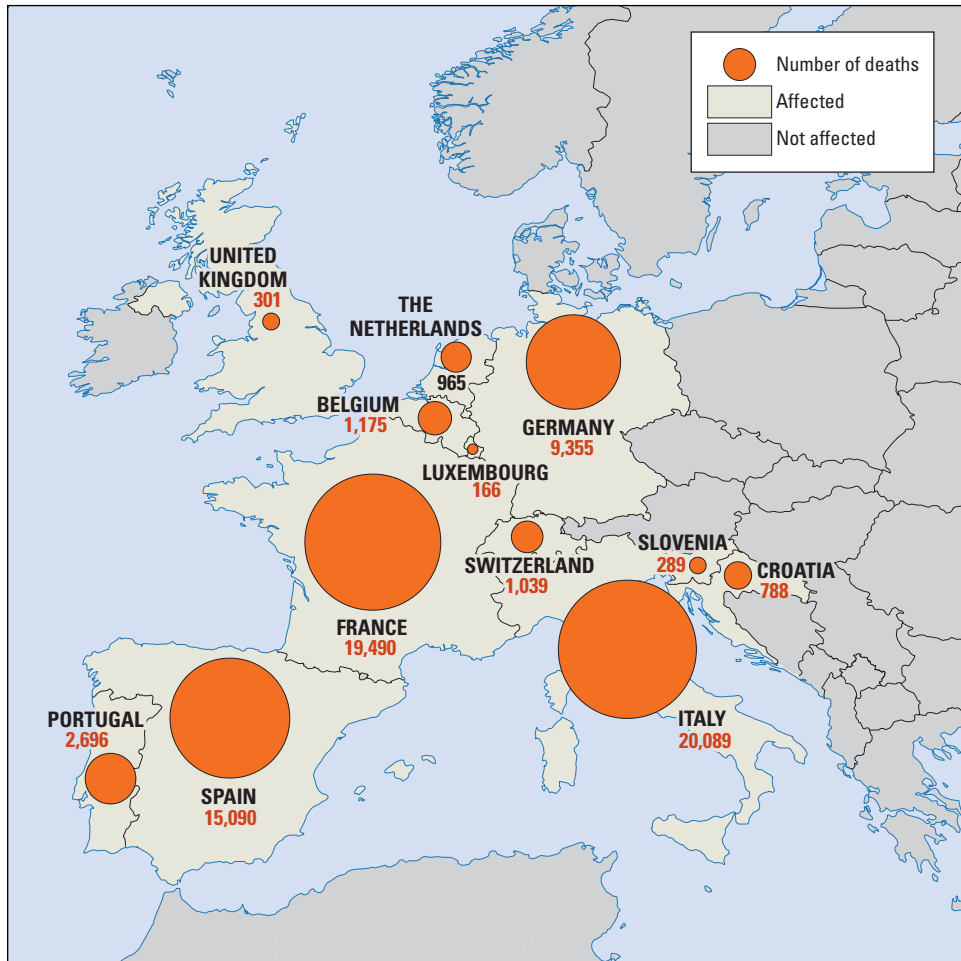 Number of deaths
Affected
Not affected
UNITED
KINGDOM
301
THE
NETHERLANDS
965
BELGIUM
1,175
GERMANY
9,355
LUXEMBOURG
166
SWITZERLAND
1,039
SLOVENIA
289
CROATIA
788
FRANCE
19,490
ITALY
20,089
PORTUGAL
2,696
SPAIN
15,090